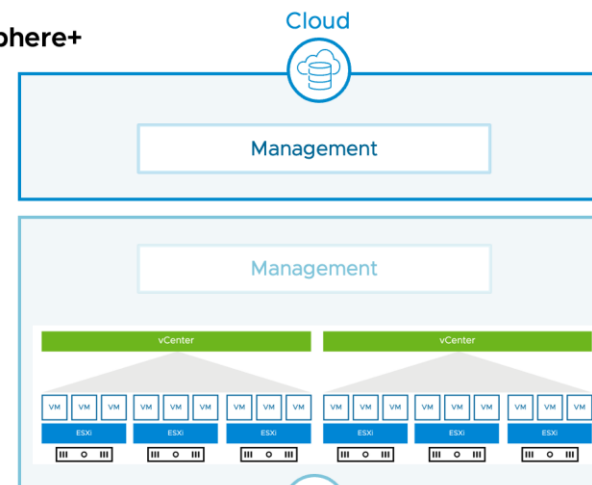 Cloud
phere+
Management
Management
vCenter vCenter
VM VM VM VM VM VM VM VM VM VM VM VM VM VM VM VM VM VM
ESXi ESXi ESXi ESXi ESXi ESXi